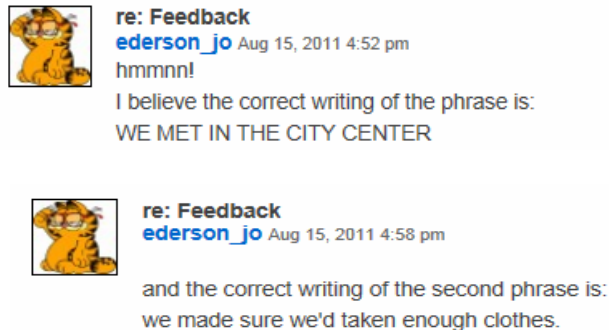 re: Feedback
ederson_jo Aug 15, 2011 4:52 pm
hmmnn!
I believe the correct writing of the phrase is:
WE MET IN THE CITY CENTER
re: Feedback
ederson_jo Aug 15, 2011 4:58 pm
and the correct writing of the second phrase is:
we made sure we'd taken enough clothes.